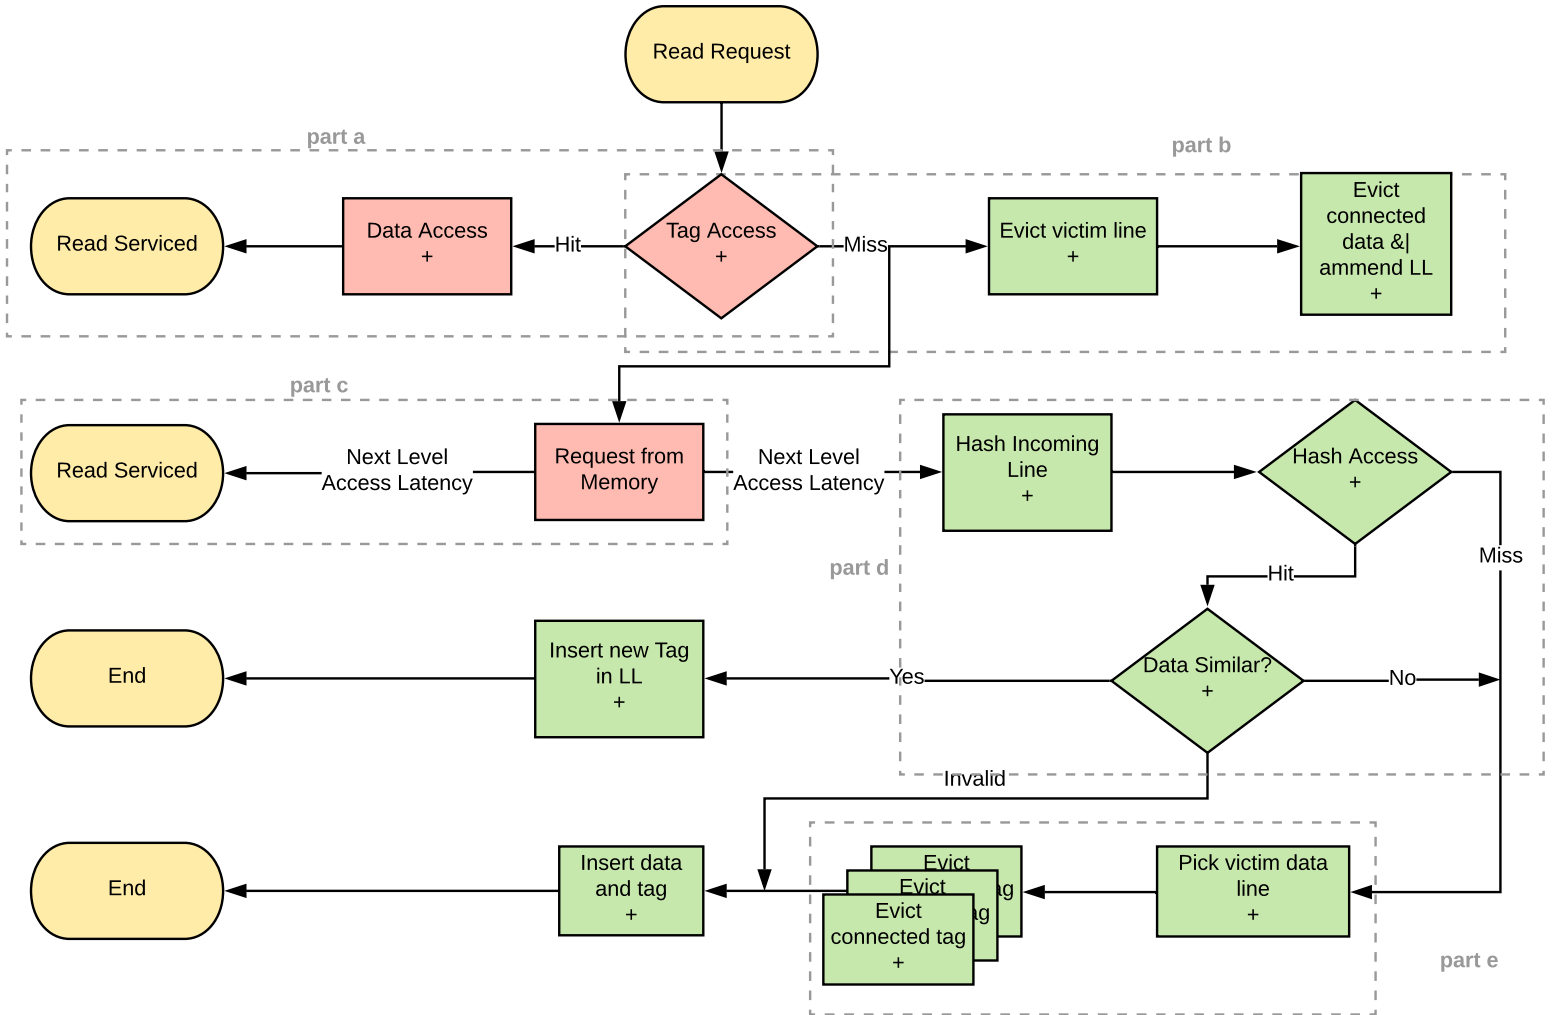 Read Request
part a
part b
Read Serviced
Data Access
+
Hit
Tag Access
+
Miss
Evict victim line
+
Evict
connected
data &|
ammend LL
+
part c
Read Serviced
Next Level
Access Latency
Request from
Memory
Next Level
Access Latency
Hash Incoming
Line
+
Hash Access
+
Miss
Hit
part d
End
Insert new Tag
in LL
+
Yes
Data Similar?
+
No
Invalid
End
Insert data
and tag
+
Evict
ag
Evict
ag
Evict
connected tag
+
Pick victim data
line
+
part e